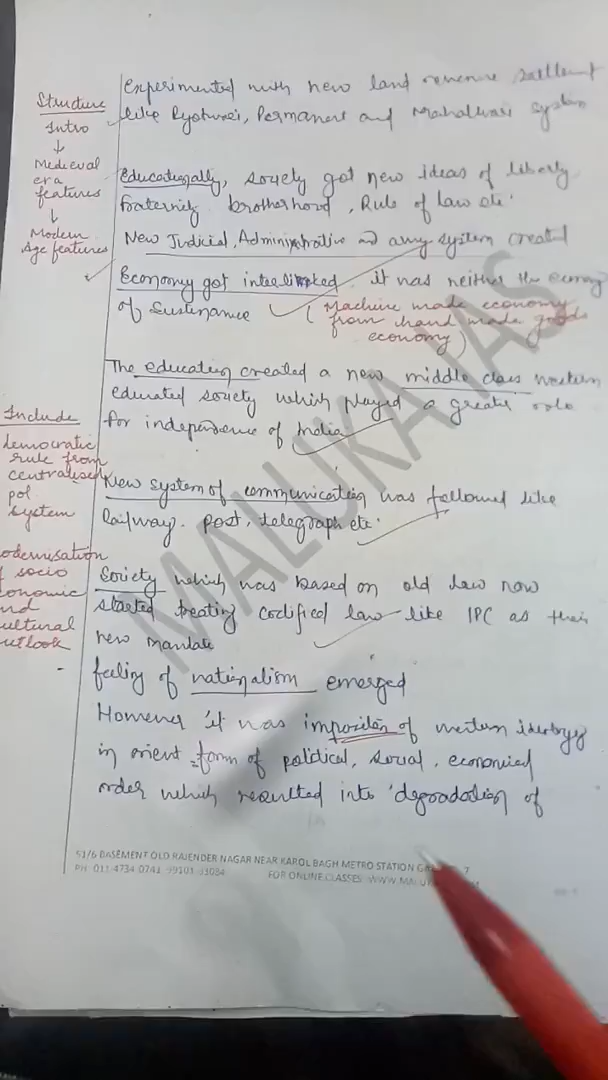 Structure
Intro
↓
Medieval
era
features
↓
Modern
Age features
Include
democratic
rule from
centralised
pol
system
odernisation
socio
onomic
nd
ultural
utlook
Experimented with new land revenue
like Ryotwari, Permanent and Mahalwari system
Educationally, society got new ideas of liberty
fraternity brotherhood, Rule of law etc.
New Judicial, Administrative and army system created
Economy got interlinked. it was neither the
of Sustinance
(Machine made economy
from hand made goods
economy)
The education created a new middle class western
educated society which played a greater role
for independence of India
New system of communication was followed like
Railway. post, telegraph etc.
Society which was based on old law now
started treating codified law like IPC as their
new mandate
feeling of nationalism emerged
However it was imposition of western ideology
in orient form of political, social, economical
order which resulted into degradation of
MALUKA IAS
51/6 BASEMENT OLD RAJENDER NAGAR NEAR KAROL BAGH METRO STATION 7
PH: 011-4734 0741
FOR ONLINE CLASSES: WWW.